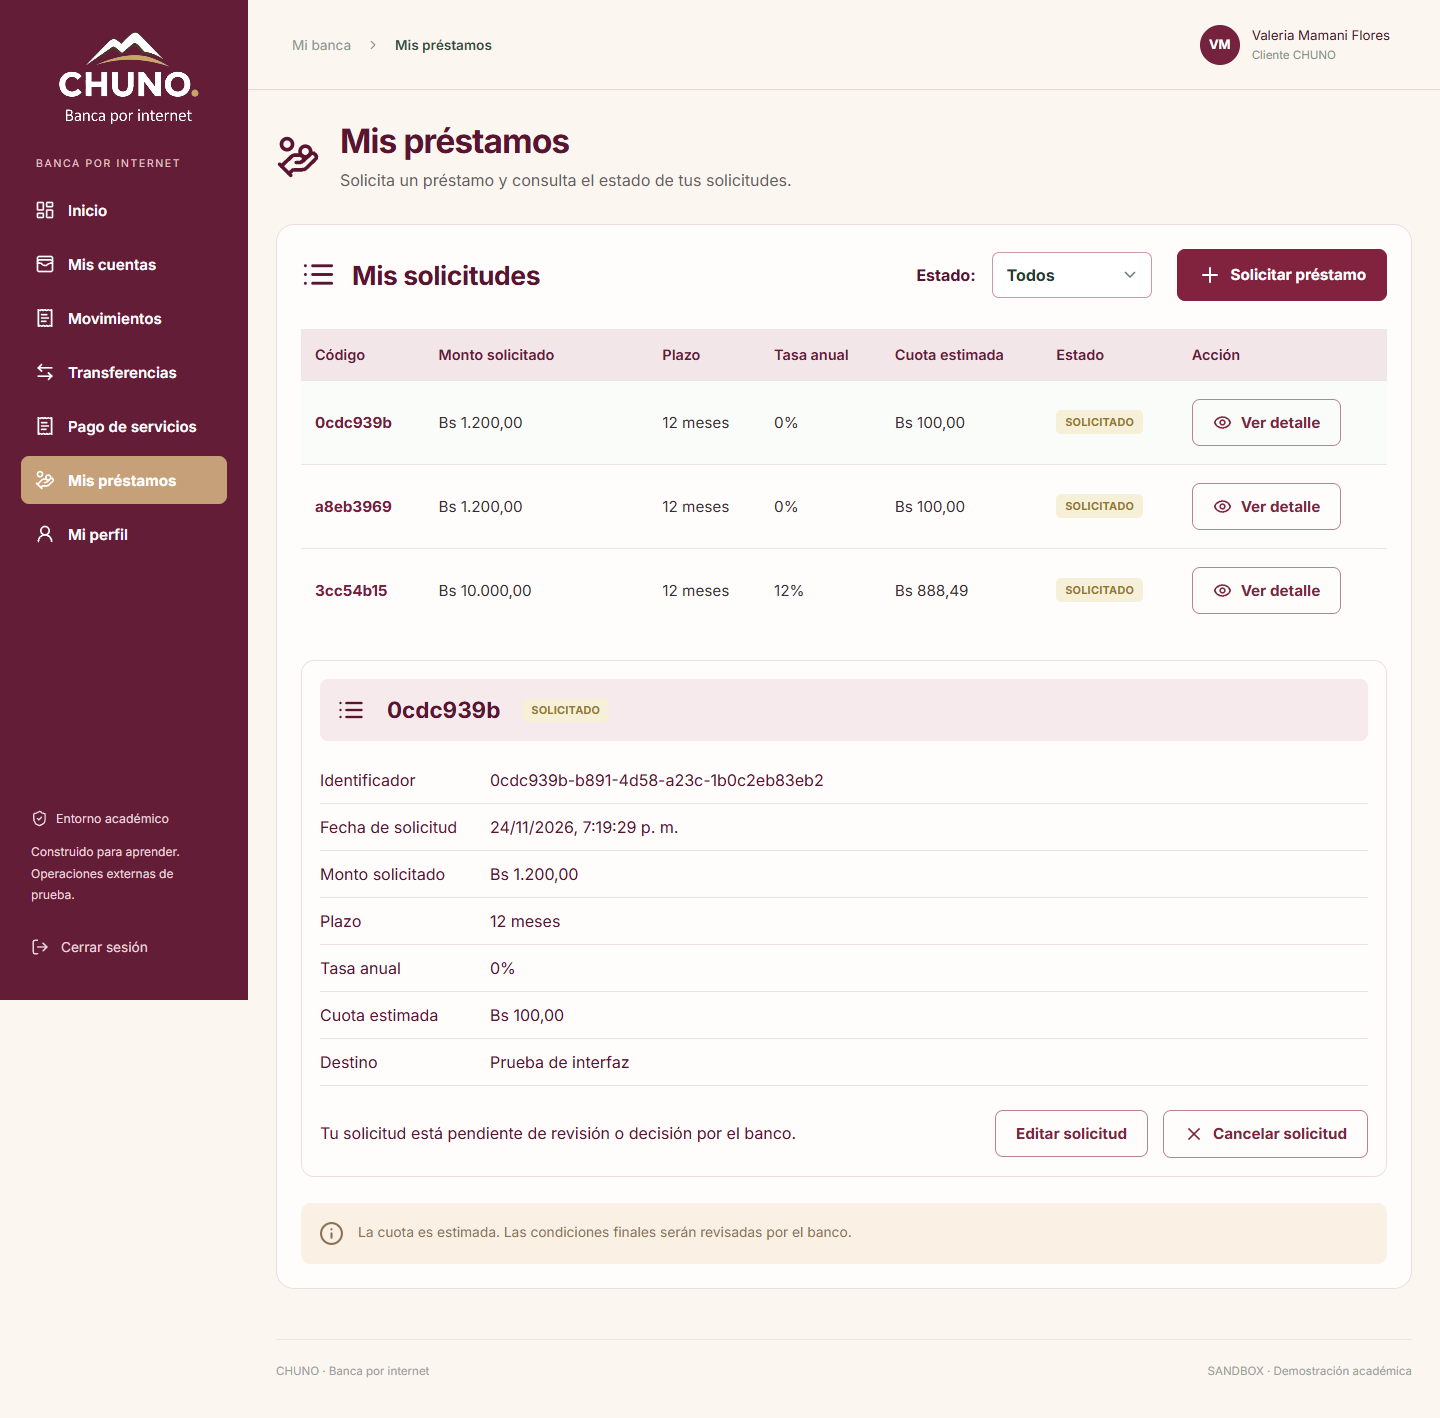 CHUNO.
Banca por internet
BANCA POR INTERNET
Inicio
Mis cuentas
Movimientos
Transferencias
Pago de servicios
Mis préstamos
Mi perfil
Entorno académico
Construido para aprender.
Operaciones externas de
prueba.
Cerrar sesión
Mi banca > Mis préstamos
VM
Valeria Mamani Flores
Cliente CHUNO
Mis préstamos
Solicita un préstamo y consulta el estado de tus solicitudes.
Mis solicitudes
Estado: Todos
Solicitar préstamo
Código Monto solicitado Plazo Tasa anual Cuota estimada Estado Acción
0cdc939b Bs 1.200,00 12 meses 0% Bs 100,00 SOLICITADO Ver detalle
a8eb3969 Bs 1.200,00 12 meses 0% Bs 100,00 SOLICITADO Ver detalle
3cc54b15 Bs 10.000,00 12 meses 12% Bs 888,49 SOLICITADO Ver detalle
0cdc939b SOLICITADO
Identificador 0cdc939b-b891-4d58-a23c-1b0c2eb83eb2
Fecha de solicitud 24/11/2026, 7:19:29 p. m.
Monto solicitado Bs 1.200,00
Plazo 12 meses
Tasa anual 0%
Cuota estimada Bs 100,00
Destino Prueba de interfaz
Tu solicitud está pendiente de revisión o decisión por el banco.
Editar solicitud
Cancelar solicitud
La cuota es estimada. Las condiciones finales serán revisadas por el banco.
CHUNO · Banca por internet
SANDBOX · Demostración académica